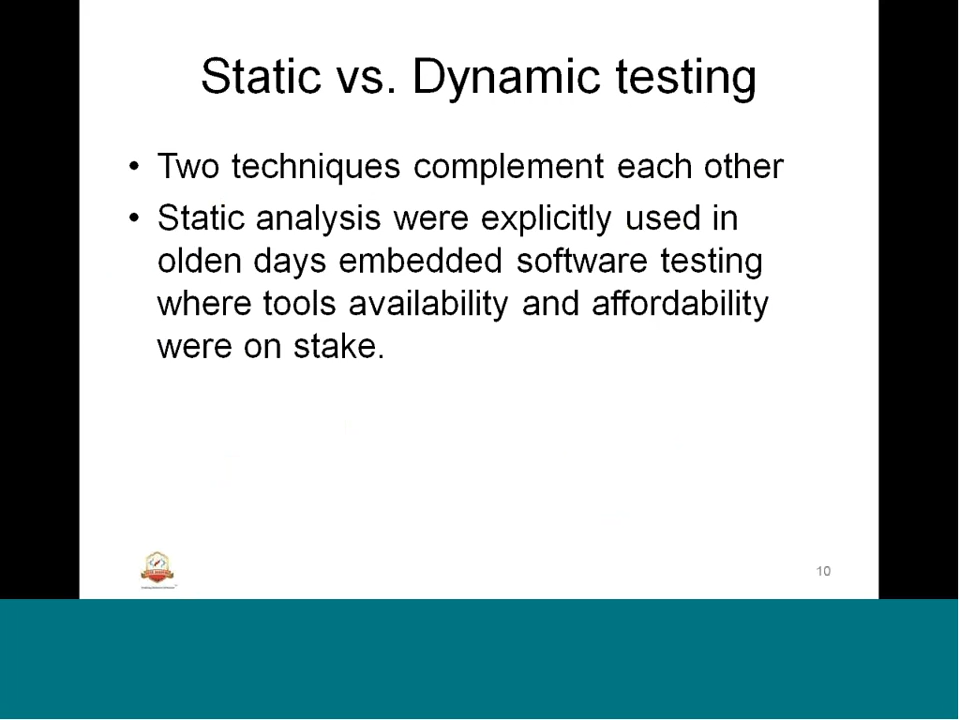 Static vs. Dynamic testing
• Two techniques complement each other
• Static analysis were explicitly used in
olden days embedded software testing
where tools availability and affordability
were on stake.
10